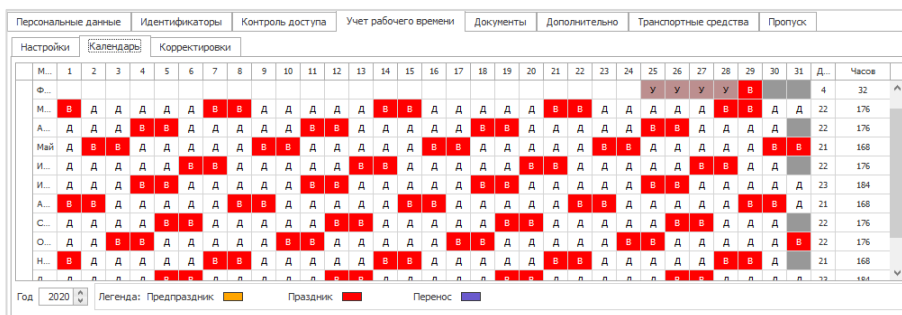 Персональные данные Идентификаторы Контроль доступа Учет рабочего времени Документы Дополнительно Транспортные средства Пропуск
Настройки Календарь Корректировки
М... 1 2 3 4 5 6 7 8 9 10 11 12 13 14 15 16 17 18 19 20 21 22 23 24 25 26 27 28 29 30 31 Д... Часов
Ф... У У У У В 4 32
М... В Д Д Д Д Д В В Д Д Д Д Д В В Д Д Д Д Д В В Д Д Д Д Д В В Д Д 22 176
А... Д Д Д В В Д Д Д Д Д В В Д Д Д Д Д В В Д Д Д Д Д В В Д Д Д Д 22 176
Май Д В В Д Д Д Д Д В В Д Д Д Д Д В В Д Д Д Д Д В В Д Д Д Д Д В В 21 168
И... Д Д Д Д Д В В Д Д Д Д Д В В Д Д Д Д Д В В Д Д Д Д Д В В Д Д 22 176
И... Д Д Д В В Д Д Д Д Д В В Д Д Д Д Д В В Д Д Д Д Д В В Д Д Д Д Д 23 184
А... В В Д Д Д Д Д В В Д Д Д Д Д В В Д Д Д Д Д В В Д Д Д Д Д В В Д 21 168
С... Д Д Д Д В В Д Д Д Д Д В В Д Д Д Д Д В В Д Д Д Д Д В В Д Д Д 22 176
О... Д Д В В Д Д Д Д Д В В Д Д Д Д Д В В Д Д Д Д Д В В Д Д Д Д Д В 22 176
Н... В Д Д Д Д Д В В Д Д Д Д Д В В Д Д Д Д Д В В Д Д Д Д Д В В Д 21 168
Д... Д Д Д Д В В Д Д Д Д Д В В Д Д Д Д Д В В Д Д Д Д Д В В Д Д Д Д 23 184
Год 2020 Легенда: Предпраздник Праздник Перенос